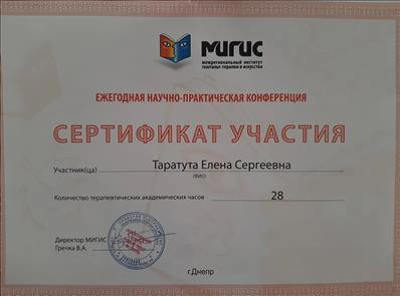 МИГИС
межрегиональный институт
гештальт терапии и искусства
ЕЖЕГОДНАЯ НАУЧНО-ПРАКТИЧЕСКАЯ КОНФЕРЕНЦИЯ
СЕРТИФИКАТ УЧАСТИЯ
Участник(ца) Таратута Елена Сергеевна
(ФИО)
Количество терапевтических академических часов 28
Директор МИГИС
Гречка В.А.
г.Днепр